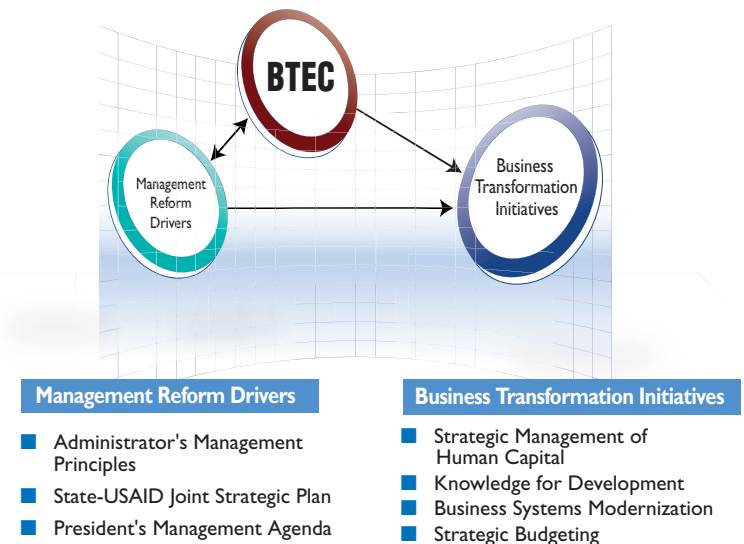 BTEC
Management
Reform
Drivers
Business
Transformation
Initiatives
Management Reform Drivers
Administrator's Management
Principles
State-USAID Joint Strategic Plan
President's Management Agenda
Business Transformation Initiatives
Strategic Management of
Human Capital
Knowledge for Development
Business Systems Modernization
Strategic Budgeting